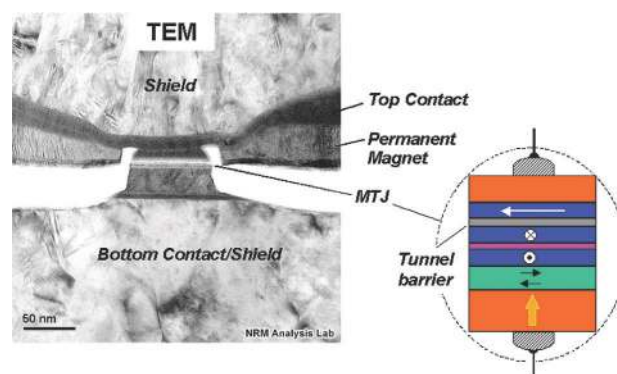 TEM
Shield
Top Contact
Permanent
Magnet
MTJ
Bottom Contact/Shield
Tunnel
barrier
50 nm
NRM Analysis Lab